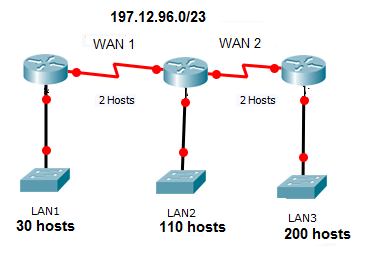 197.12.96.0/23
WAN 1
WAN 2
2 Hosts
2 Hosts
LAN1
30 hosts
LAN2
110 hosts
LAN3
200 hosts